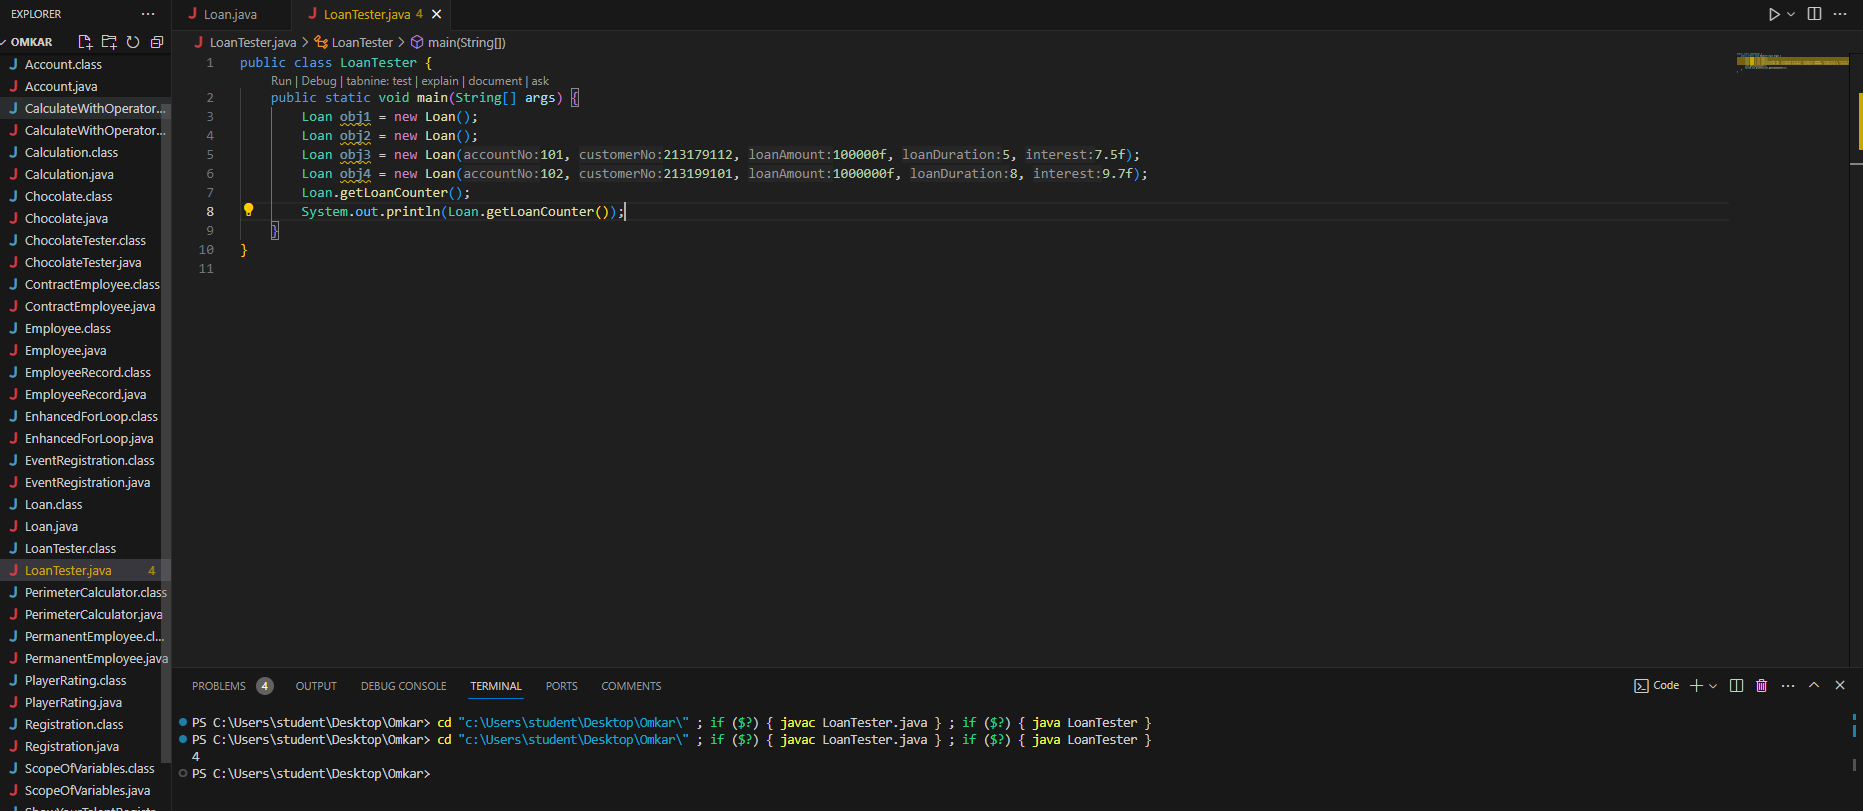 EXPLORER ···
OMKAR
Account.class
Account.java
CalculateWithOperator...
CalculateWithOperator...
Calculation.class
Calculation.java
Chocolate.class
Chocolate.java
ChocolateTester.class
ChocolateTester.java
ContractEmployee.class
ContractEmployee.java
Employee.class
Employee.java
EmployeeRecord.class
EmployeeRecord.java
EnhancedForLoop.class
EnhancedForLoop.java
EventRegistration.class
EventRegistration.java
Loan.class
Loan.java
LoanTester.class
LoanTester.java 4
PerimeterCalculator.class
PerimeterCalculator.java
PermanentEmployee.cl...
PermanentEmployee.java
PlayerRating.class
PlayerRating.java
Registration.class
Registration.java
ScopeOfVariables.class
ScopeOfVariables.java
Loan.java LoanTester.java 4
LoanTester.java > LoanTester > main(String[])
1 public class LoanTester {
Run | Debug | tabnine: test | explain | document | ask
2 public static void main(String[] args) {
3 Loan obj1 = new Loan();
4 Loan obj2 = new Loan();
5 Loan obj3 = new Loan(accountNo:101, customerNo:213179112, loanAmount:100000f, loanDuration:5, interest:7.5f);
6 Loan obj4 = new Loan(accountNo:102, customerNo:213199101, loanAmount:1000000f, loanDuration:8, interest:9.7f);
7 Loan.getLoanCounter();
8 System.out.println(Loan.getLoanCounter());
9 }
10 }
11
PROBLEMS 4 OUTPUT DEBUG CONSOLE TERMINAL PORTS COMMENTS
Code
PS C:\Users\student\Desktop\Omkar> cd "c:\Users\student\Desktop\Omkar\" ; if ($?) { javac LoanTester.java } ; if ($?) { java LoanTester }
PS C:\Users\student\Desktop\Omkar> cd "c:\Users\student\Desktop\Omkar\" ; if ($?) { javac LoanTester.java } ; if ($?) { java LoanTester }
4
PS C:\Users\student\Desktop\Omkar>